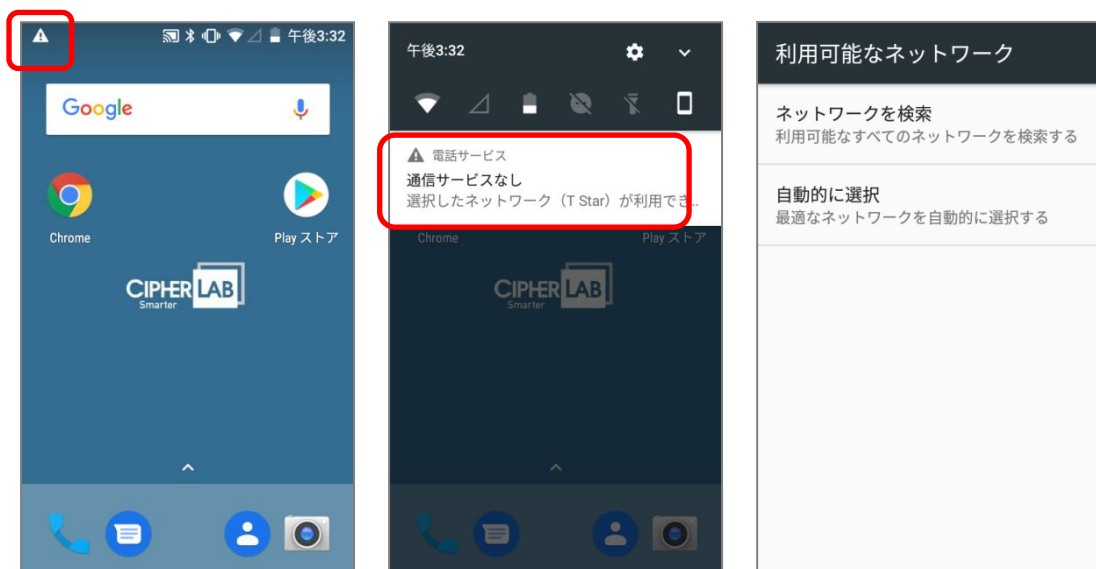 午後3:32
Google
Chrome
Play ストア
CIPHERLAB
Smarter
午後3:32
電話サービス
通信サービスなし
選択したネットワーク（T Star）が利用でき..
Chrome
Play ストア
CIPHERLAB
Smarter
利用可能なネットワーク
ネットワークを検索
利用可能なすべてのネットワークを検索する
自動的に選択
最適なネットワークを自動的に選択する